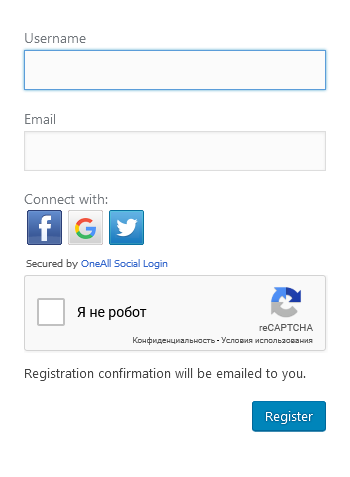 Username
Email
Connect with:
Secured by OneAll Social Login
Я не робот
reCAPTCHA
Конфиденциальность - Условия использования
Registration confirmation will be emailed to you.
Register